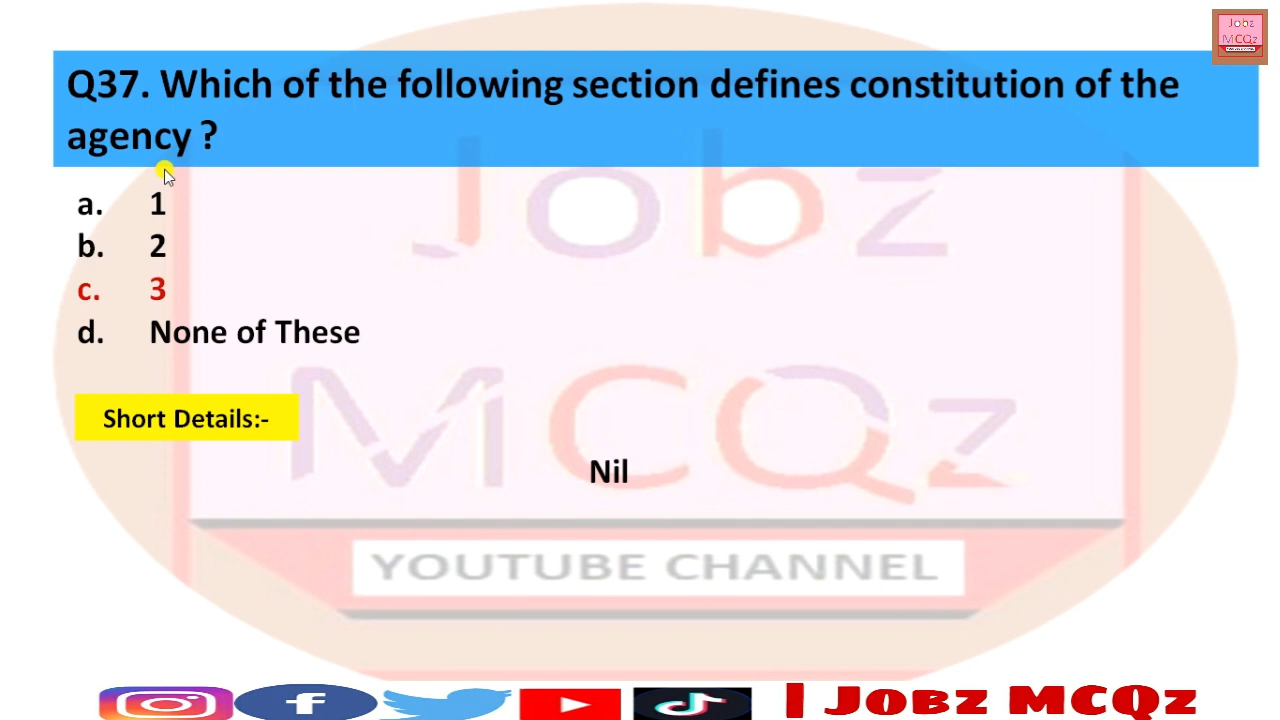 Jobz
MCQz
Q37. Which of the following section defines constitution of the
agency ?
a. 1
b. 2
c. 3
d. None of These
Short Details:-
Nil
Jobz
MCQz
YOUTUBE CHANNEL
| Jobz MCQz